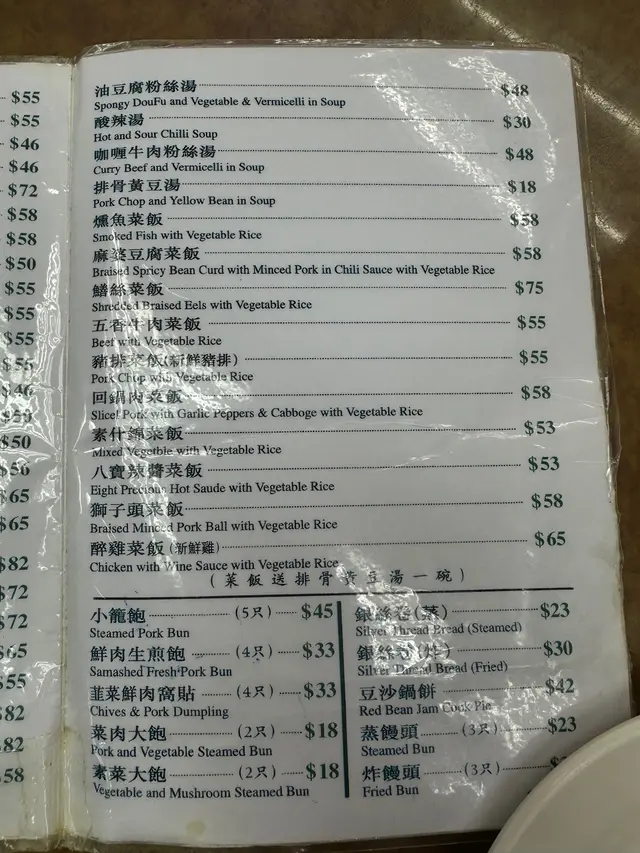 $55
$55
$46
$46
$72
$58
$58
$50
$55
$55
$55
$55
$46
$50
$50
$56
$65
$65
$82
$72
$72
$65
$55
$82
$82
$58
油豆腐粉絲湯 $48
Spongy DouFu and Vegetable & Vermicelli in Soup
酸辣湯 $30
Hot and Sour Chilli Soup
咖喱牛肉粉絲湯 $48
Curry Beef and Vermicelli in Soup
排骨黃豆湯 $18
Pork Chop and Yellow Bean in Soup
燻魚菜飯 $58
Smoked Fish with Vegetable Rice
麻婆豆腐菜飯 $58
Braised Spricy Bean Curd with Minced Pork in Chili Sauce with Vegetable Rice
鱔絲菜飯 $75
Shredded Braised Eels with Vegetable Rice
五香牛肉菜飯 $55
Beef with Vegetable Rice
豬排菜飯(新鮮豬排) $55
Pork Chop with Vegetable Rice
回鍋肉菜飯 $58
Slicef Pork with Garlic Peppers & Cabboge with Vegetable Rice
素什錦菜飯 $53
Mixed Vegetble with Vegetable Rice
八寶辣醬菜飯 $53
Eight Precious Hot Saude with Vegetable Rice
獅子頭菜飯 $58
Braised Minced Pork Ball with Vegetable Rice
醉雞菜飯(新鮮雞) $65
Chicken with Wine Sauce with Vegetable Rice
(菜飯送排骨黃豆湯一碗)
小籠飽 (5只) $45
Steamed Pork Bun
鮮肉生煎飽 (4只) $33
Samashed Fresh Pork Bun
韮菜鮮肉窩貼 (4只) $33
Chives & Pork Dumpling
菜肉大飽 (2只) $18
Pork and Vegetable Steamed Bun
素菜大飽 (2只) $18
Vegetable and Mushroom Steamed Bun
銀絲卷(蒸) $23
Silver Thread Bread (Steamed)
銀絲卷(炸) $30
Silver Thread Bread (Fried)
豆沙鍋餅 $42
Red Bean Jam Cook Pie
蒸饅頭 (3只) $23
Steamed Bun
炸饅頭 (3只)
Fried Bun